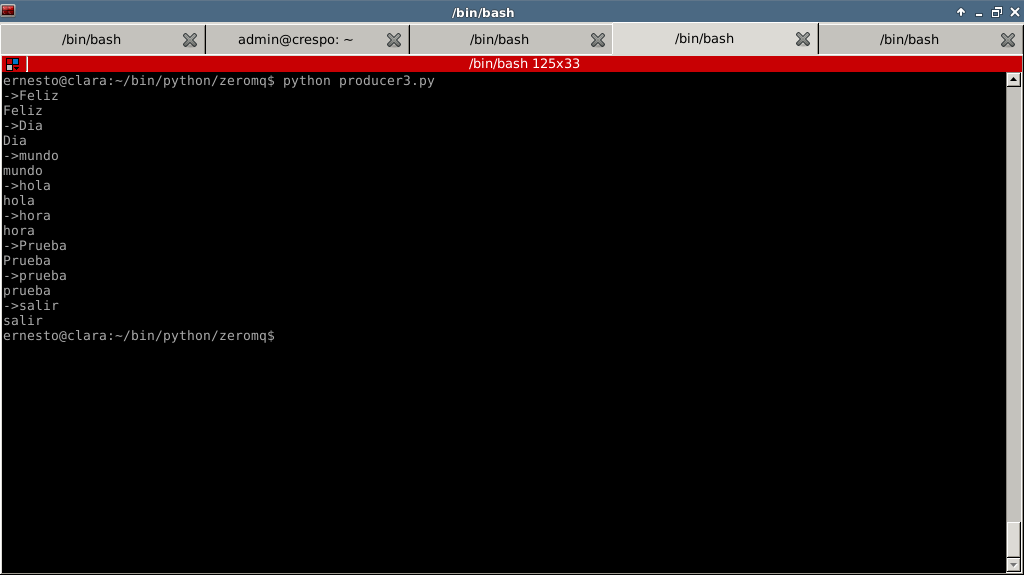 /bin/bash
/bin/bash
admin@crespo: ~
/bin/bash
/bin/bash
/bin/bash
/bin/bash 125x33
ernesto@clara:~/bin/python/zeromq$ python producer3.py
->Feliz
Feliz
->Dia
Dia
->mundo
mundo
->hola
hola
->hora
hora
->Prueba
Prueba
->prueba
prueba
->salir
salir
ernesto@clara:~/bin/python/zeromq$